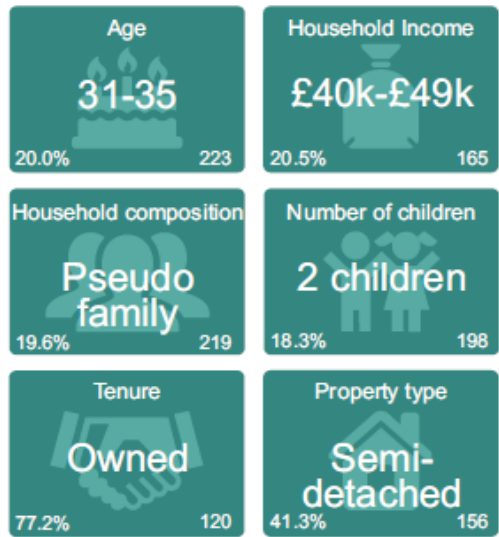 Age
31-35
20.0% 223
Household Income
£40k-£49k
20.5% 165
Household composition
Pseudo
family
19.6% 219
Number of children
2 children
18.3% 198
Tenure
Owned
77.2% 120
Property type
Semi-
detached
41.3% 156